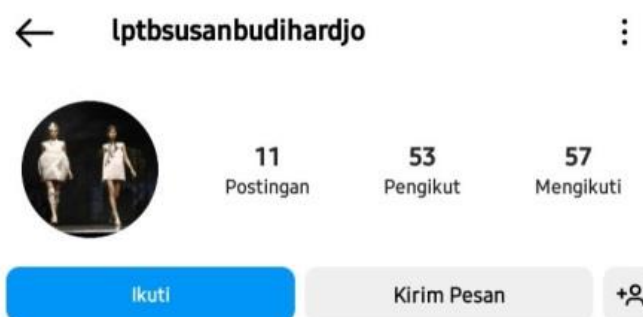 lptbsusanbudihardjo
11 53 57
Postingan Pengikut Mengikuti
Ikuti Kirim Pesan